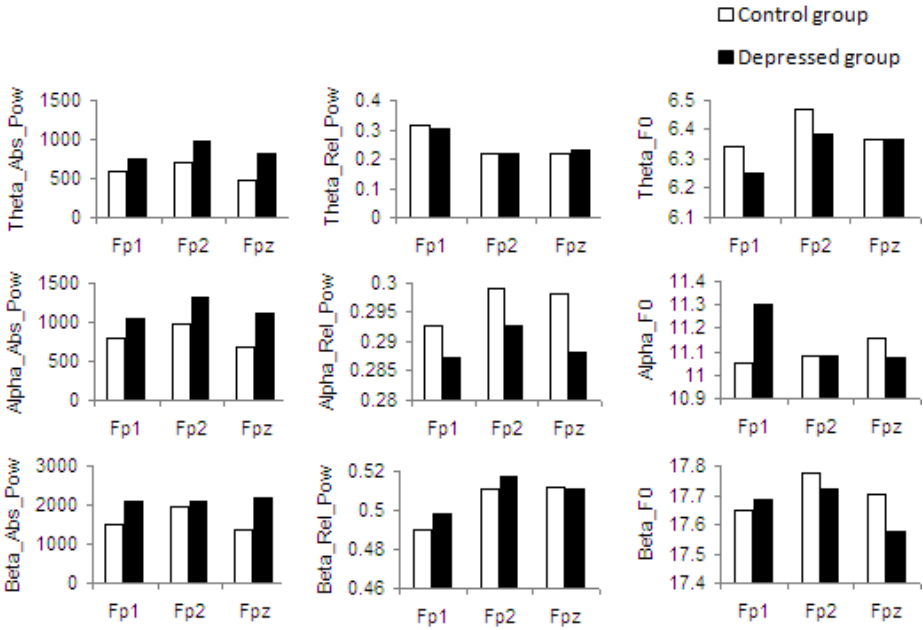 Control group
Depressed group
Theta_Abs_Pow
1500
1000
500
0
Fp1 Fp2 Fpz
Theta_Rel_Pow
0.4
0.3
0.2
0.1
0
Fp1 Fp2 Fpz
Theta_F0
6.5
6.4
6.3
6.2
6.1
Fp1 Fp2 Fpz
Alpha_Abs_Pow
1500
1000
500
0
Fp1 Fp2 Fpz
Alpha_Rel_Pow
0.3
0.295
0.29
0.285
0.28
Fp1 Fp2 Fpz
Alpha_F0
11.4
11.3
11.2
11.1
11
10.9
Fp1 Fp2 Fpz
Beta_Abs_Pow
3000
2000
1000
0
Fp1 Fp2 Fpz
Beta_Rel_Pow
0.52
0.5
0.48
0.46
Fp1 Fp2 Fpz
Beta_F0
17.8
17.7
17.6
17.5
17.4
Fp1 Fp2 Fpz